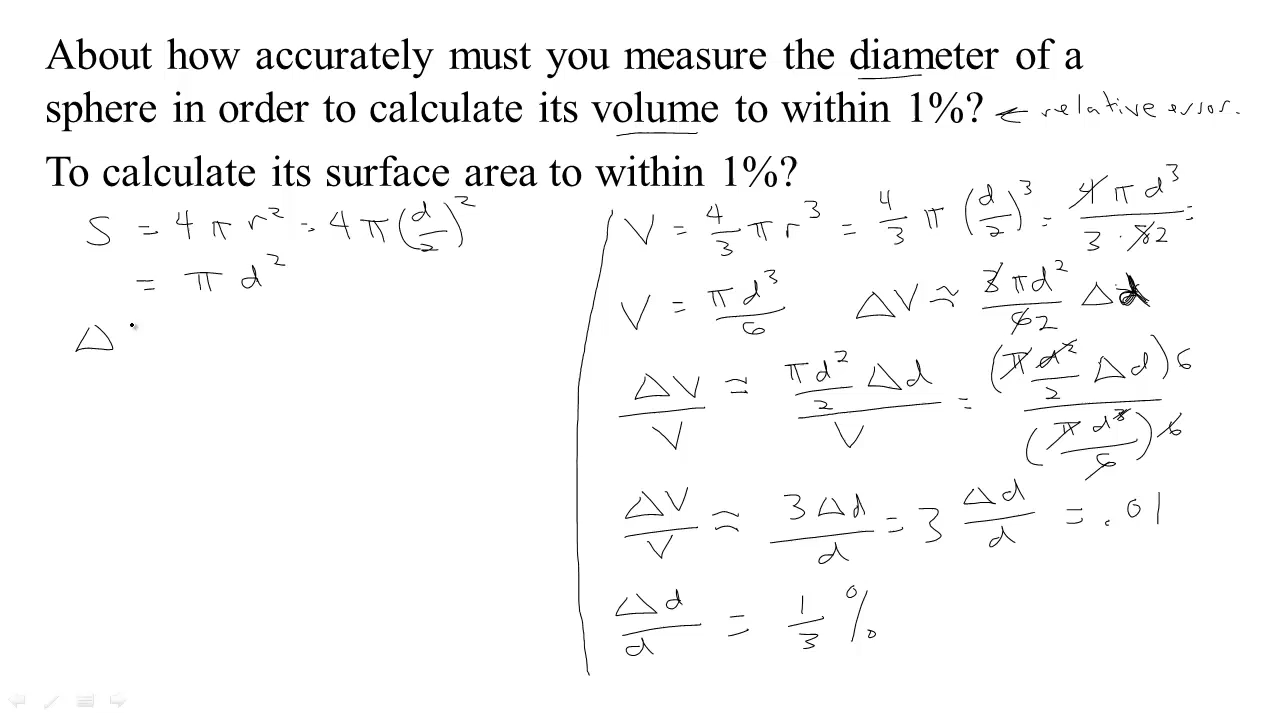 About how accurately must you measure the diameter of a
sphere in order to calculate its volume to within 1%? ← relative error.
To calculate its surface area to within 1%?
S = 4πr² = 4π(d/2)²
= πd²
Δ
V = 4/3 πr³ = 4/3 π (d/2)³ = 4πd³/(3·82) =
V = πd³/6 ΔV ≈ 3πd²/62 Δd
ΔV/V ≈ (πd²/2 Δd)/V = ((πd²/2 Δd)6)/((πd³/6)6)
ΔV/V ≈ 3Δd/d = 3 Δd/d = .01
Δd/d = 1/3 %